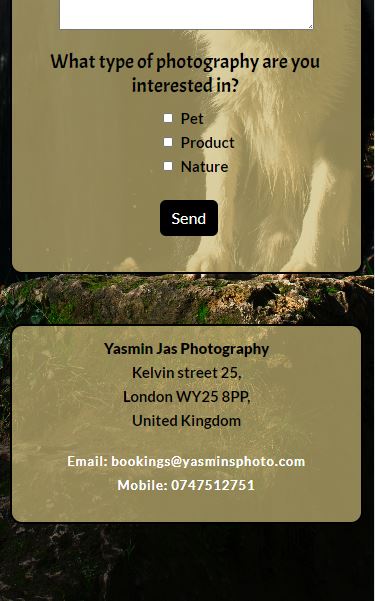 What type of photography are you
interested in?
Pet
Product
Nature
Send
Yasmin Jas Photography
Kelvin street 25,
London WY25 8PP,
United Kingdom
Email: bookings@yasminsphoto.com
Mobile: 0747512751